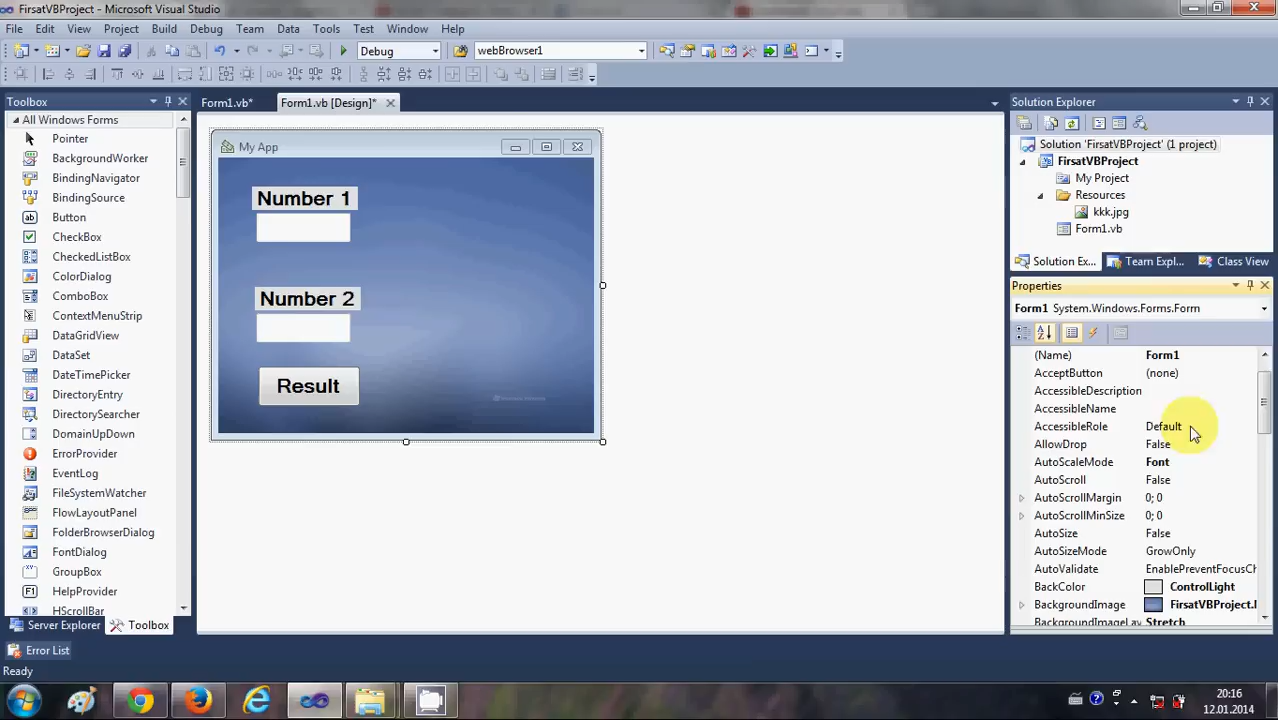 FirsatVBProject - Microsoft Visual Studio
File Edit View Project Build Debug Team Data Tools Test Window Help
Debug webBrowser1
Toolbox
Form1.vb* Form1.vb [Design]*
Solution Explorer
All Windows Forms
Pointer
BackgroundWorker
BindingNavigator
BindingSource
Button
CheckBox
CheckedListBox
ColorDialog
ComboBox
ContextMenuStrip
DataGridView
DataSet
DateTimePicker
DirectoryEntry
DirectorySearcher
DomainUpDown
ErrorProvider
EventLog
FileSystemWatcher
FlowLayoutPanel
FolderBrowserDialog
FontDialog
GroupBox
HelpProvider
HScrollBar
Server Explorer Toolbox
My App
Number 1
Number 2
Result
Solution 'FirsatVBProject' (1 project)
FirsatVBProject
My Project
Resources
kkk.jpg
Form1.vb
Solution Ex... Team Expl... Class View
Properties
Form1 System.Windows.Forms.Form
(Name) Form1
AcceptButton (none)
AccessibleDescription
AccessibleName
AccessibleRole Default
AllowDrop False
AutoScaleMode Font
AutoScroll False
AutoScrollMargin 0; 0
AutoScrollMinSize 0; 0
AutoSize False
AutoSizeMode GrowOnly
AutoValidate EnablePreventFocusCh
BackColor ControlLight
BackgroundImage FirsatVBProject.
BackgroundImageLay Stretch
Error List
Ready
20:16
12.01.2014